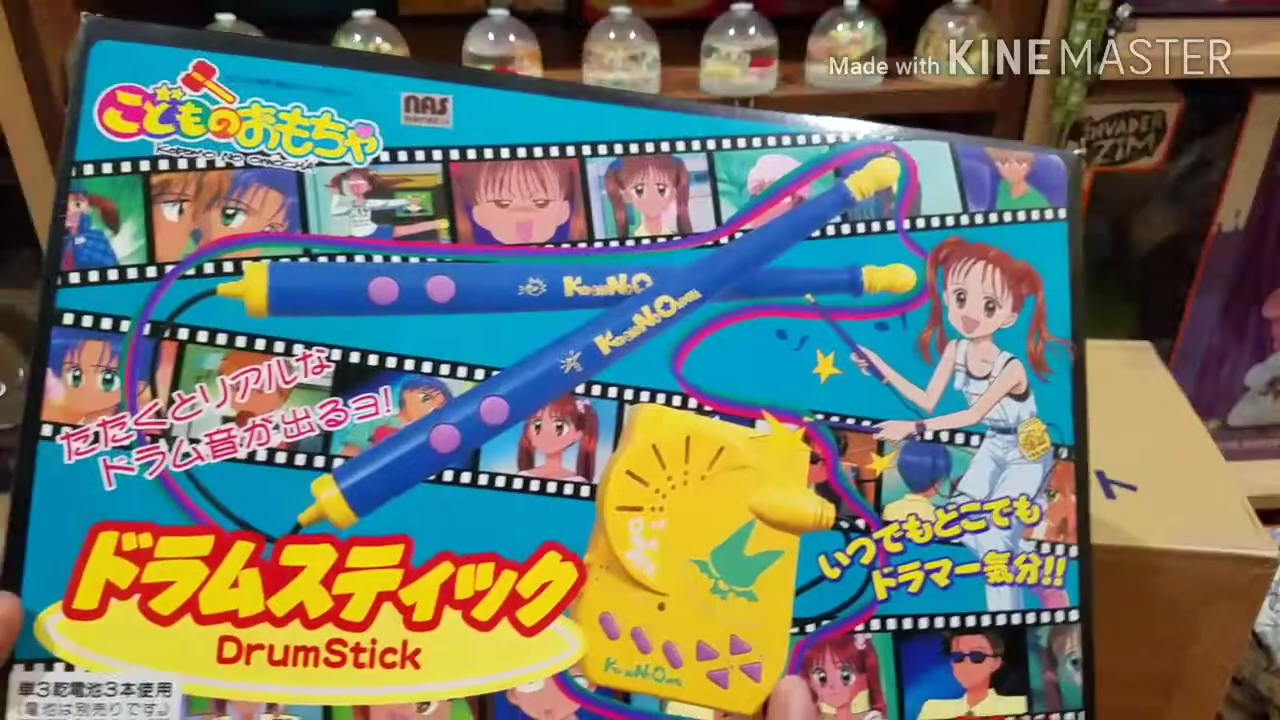 Made with KINEMASTER
INVADER
ZIM
こどものおもちゃ
KODOMO NO OMOCHA
nas
KODOMO NO OMOCHA
たたくとリアルな
ドラム音が出るヨ!
いつでもどこでも
ドラマー気分!!
ドラムスティック
DrumStick
単3乾電池3本使用
(電池は別売りです。)